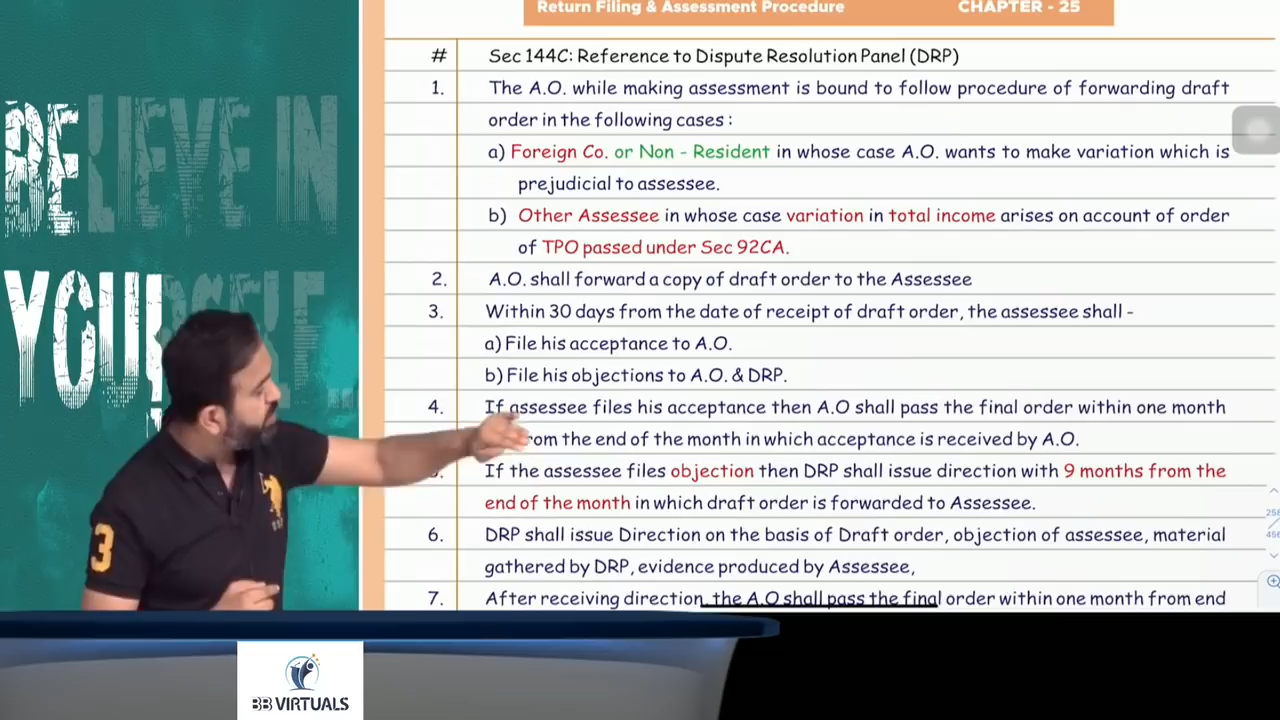 Return Filing & Assessment Procedure CHAPTER - 25
# Sec 144C: Reference to Dispute Resolution Panel (DRP)
1. The A.O. while making assessment is bound to follow procedure of forwarding draft
order in the following cases :
a) Foreign Co. or Non - Resident in whose case A.O. wants to make variation which is
prejudicial to assessee.
b) Other Assessee in whose case variation in total income arises on account of order
of TPO passed under Sec 92CA.
2. A.O. shall forward a copy of draft order to the Assessee
3. Within 30 days from the date of receipt of draft order, the assessee shall -
a) File his acceptance to A.O.
b) File his objections to A.O. & DRP.
4. If assessee files his acceptance then A.O shall pass the final order within one month
from the end of the month in which acceptance is received by A.O.
If the assessee files objection then DRP shall issue direction with 9 months from the
end of the month in which draft order is forwarded to Assessee.
6. DRP shall issue Direction on the basis of Draft order, objection of assessee, material
gathered by DRP, evidence produced by Assessee,
7. After receiving direction, the A.O shall pass the final order within one month from end
BELIEVE IN
YOURSELF...
3
BB VIRTUALS